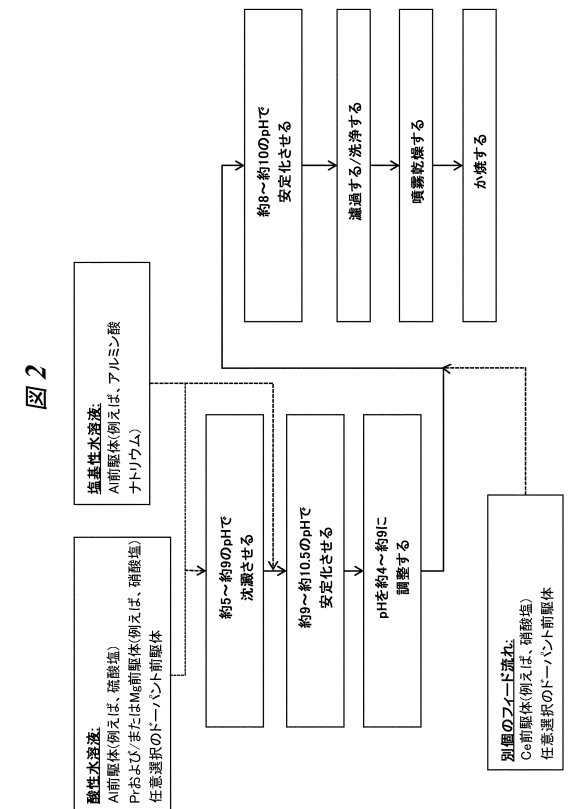 図2
酸性水溶液:
Al前駆体(例えば、硫酸塩)
Prおよび/またはMg前駆体(例えば、硝酸塩)
任意選択のドーパント前駆体
塩基性水溶液:
Al前駆体(例えば、アルミン酸
ナトリウム)
約5~約9のpHで
沈澱させる
約9~約10.5のpHで
安定化させる
pHを約4~約9に
調整する
別個のフィード流れ:
Ce前駆体(例えば、硝酸塩)
任意選択のドーパント前駆体
約8~約10のpHで
安定化させる
濾過する/洗浄する
噴霧乾燥する
か焼する